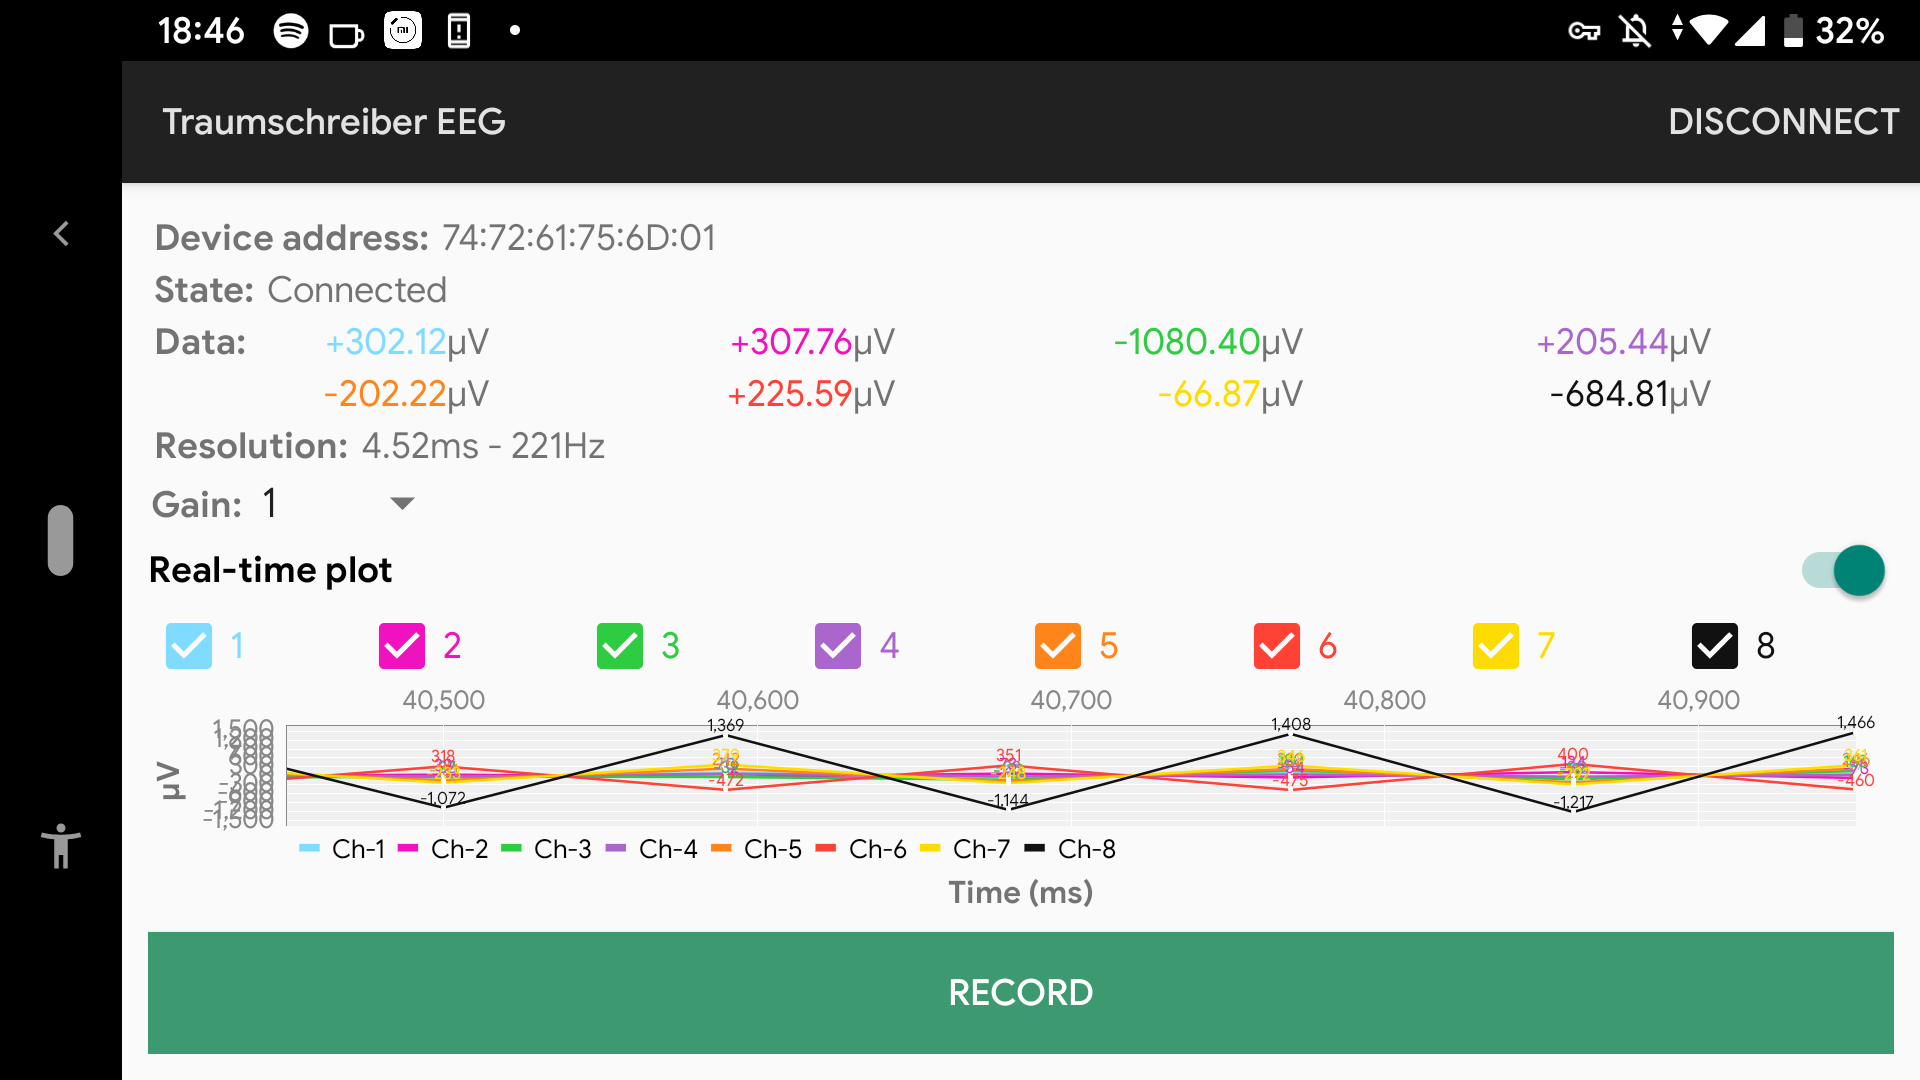 18:46 32%
Traumschreiber EEG DISCONNECT
Device address: 74:72:61:75:6D:01
State: Connected
Data: +302.12µV +307.76µV -1080.40µV +205.44µV
-202.22µV +225.59µV -66.87µV -684.81µV
Resolution: 4.52ms - 221Hz
Gain: 1
Real-time plot
1 2 3 4 5 6 7 8
40,500 40,600 40,700 40,800 40,900
1,500
1,369 1,408 1,466
318 351 400
µV
-472 -475 -460
-1,072 -1,144 -1,217
-1,500
Ch-1 Ch-2 Ch-3 Ch-4 Ch-5 Ch-6 Ch-7 Ch-8
Time (ms)
RECORD